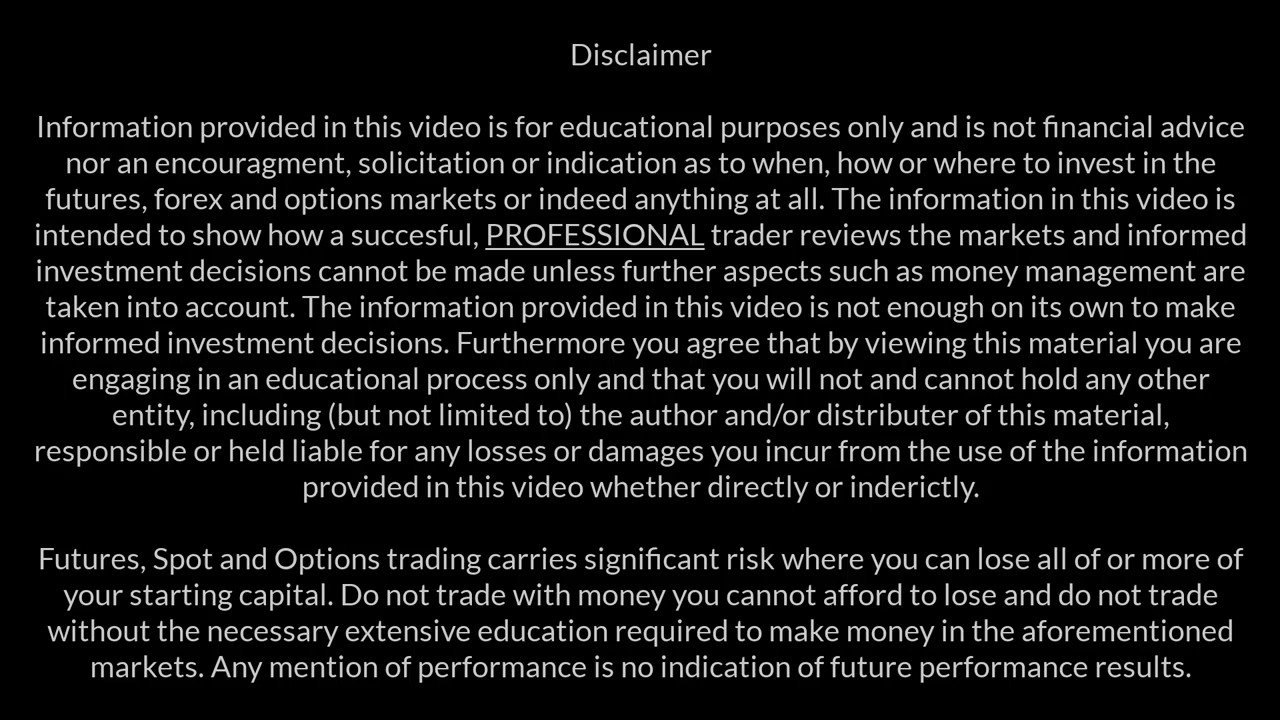 Disclaimer
Information provided in this video is for educational purposes only and is not financial advice
nor an encouragment, solicitation or indication as to when, how or where to invest in the
futures, forex and options markets or indeed anything at all. The information in this video is
intended to show how a succesful, PROFESSIONAL trader reviews the markets and informed
investment decisions cannot be made unless further aspects such as money management are
taken into account. The information provided in this video is not enough on its own to make
informed investment decisions. Furthermore you agree that by viewing this material you are
engaging in an educational process only and that you will not and cannot hold any other
entity, including (but not limited to) the author and/or distributer of this material,
responsible or held liable for any losses or damages you incur from the use of the information
provided in this video whether directly or inderictly.
Futures, Spot and Options trading carries significant risk where you can lose all of or more of
your starting capital. Do not trade with money you cannot afford to lose and do not trade
without the necessary extensive education required to make money in the aforementioned
markets. Any mention of performance is no indication of future performance results.